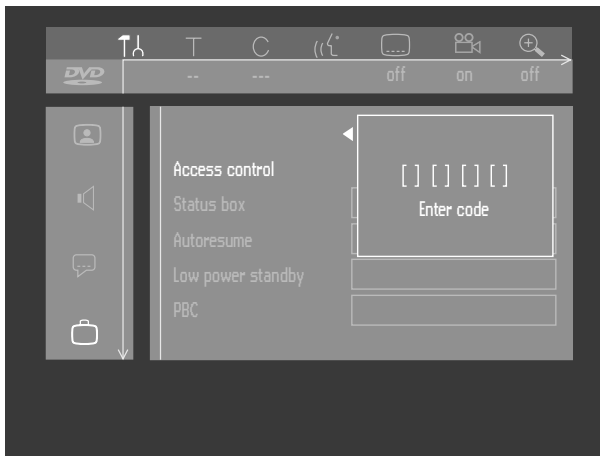 T C
DVD -- --- off on off
Access control
[ ] [ ] [ ] [ ]
Enter code
Status box
Autoresume
Low power standby
PBC